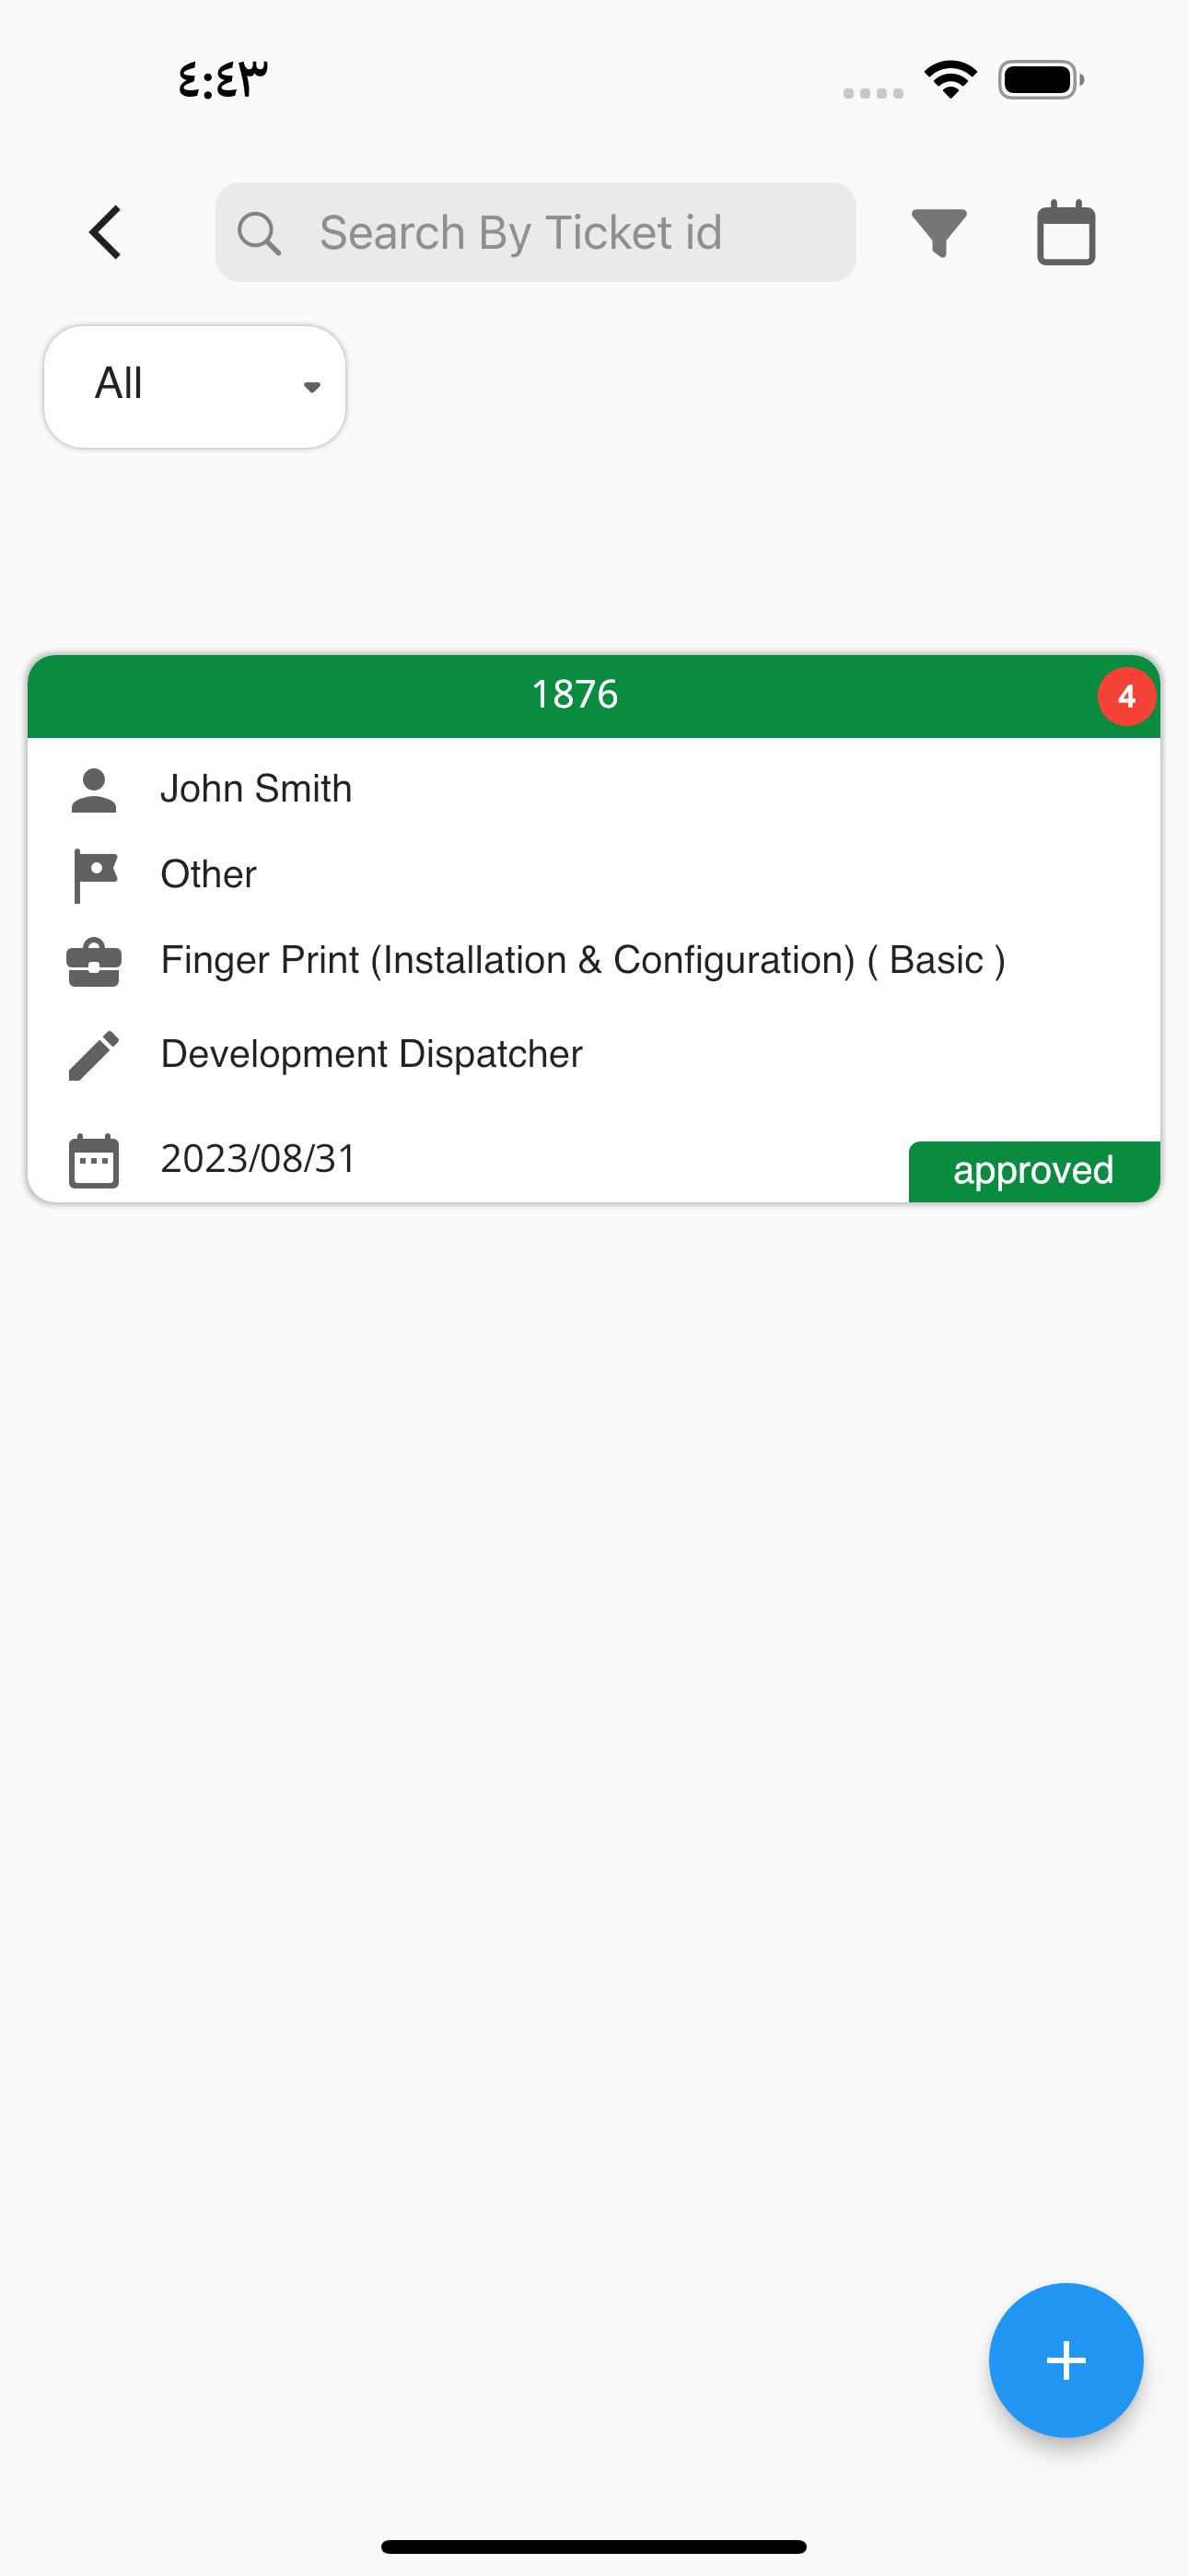 ٤:٤٣
Search By Ticket id
All
1876
4
John Smith
Other
Finger Print (Installation & Configuration) ( Basic )
Development Dispatcher
2023/08/31
approved